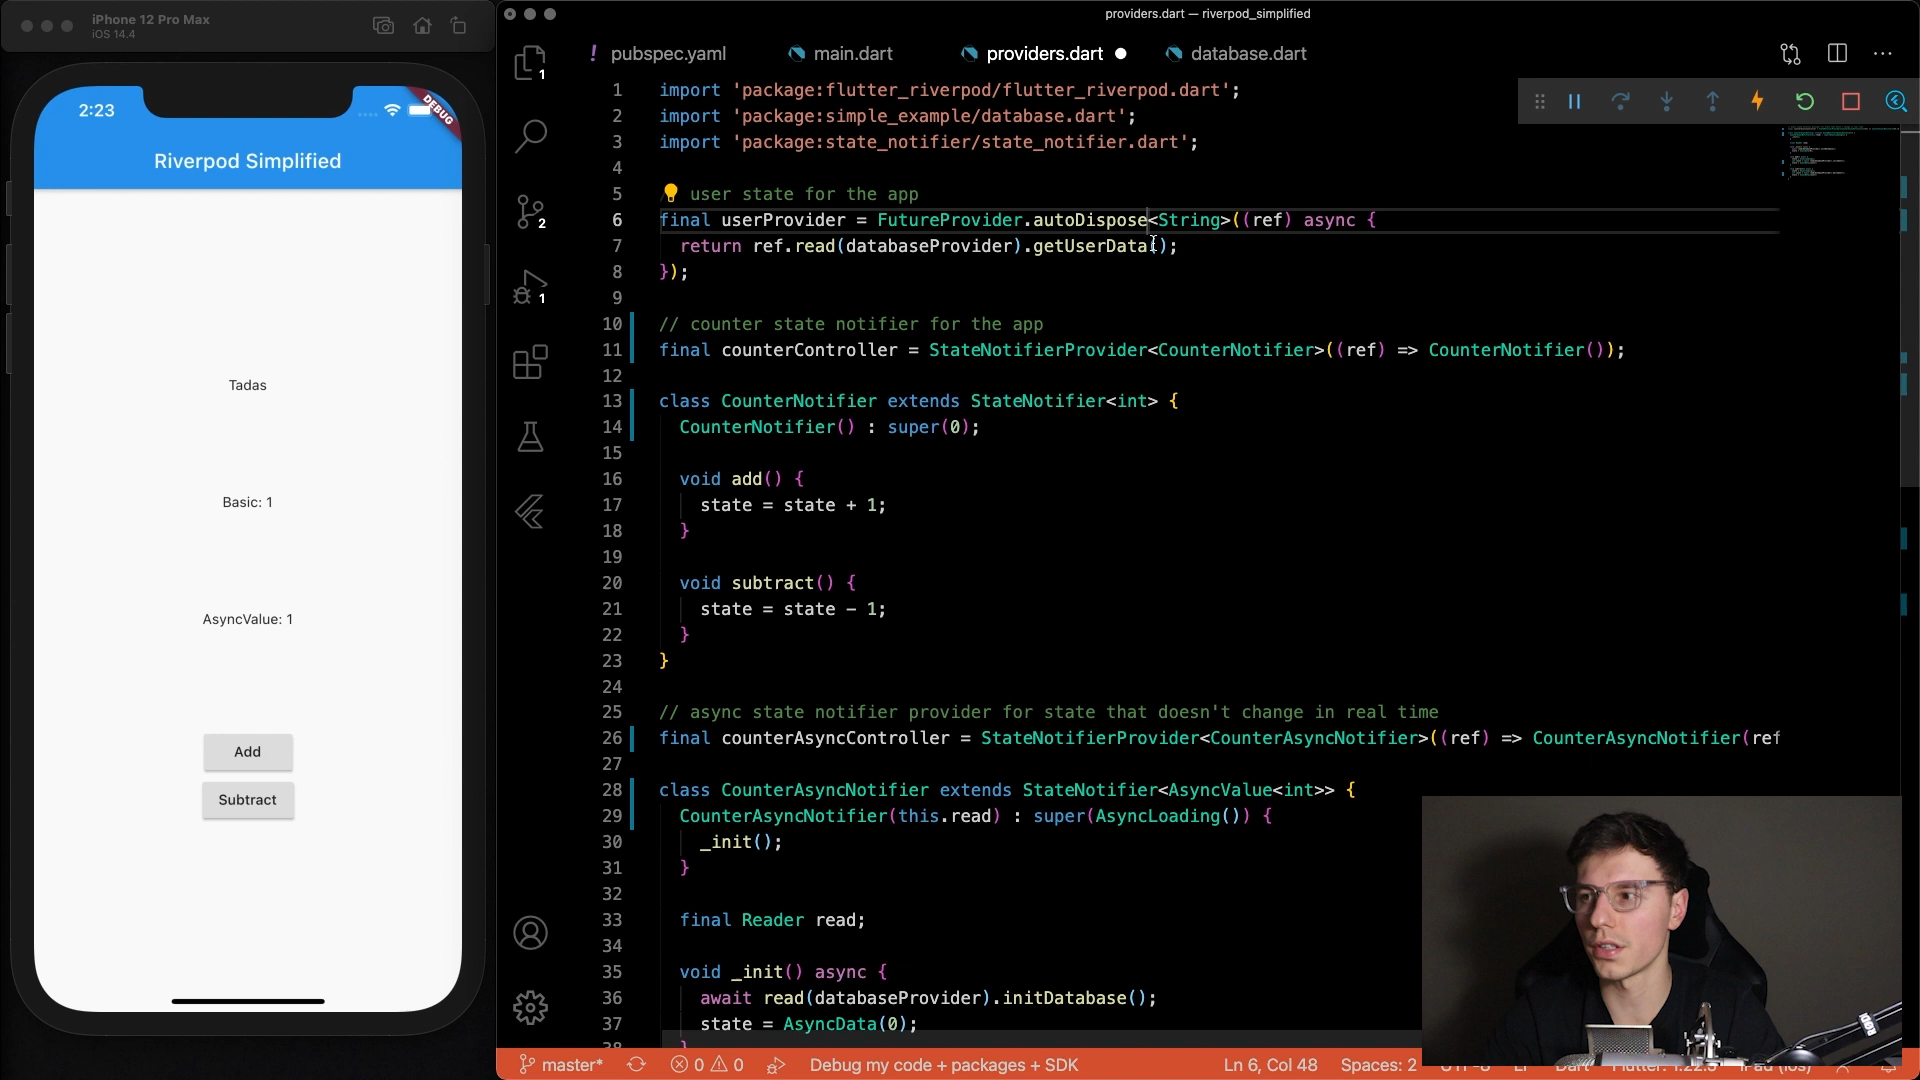 iPhone 12 Pro Max
iOS 14.4
2:23
DEBUG
Riverpod Simplified
Tadas
Basic: 1
AsyncValue: 1
Add
Subtract
providers.dart — riverpod_simplified
! pubspec.yaml
main.dart
providers.dart
database.dart
1
2
1
1 import 'package:flutter_riverpod/flutter_riverpod.dart';
2 import 'package:simple_example/database.dart';
3 import 'package:state_notifier/state_notifier.dart';
4
5 user state for the app
6 final userProvider = FutureProvider.autoDispose<String>((ref) async {
7 return ref.read(databaseProvider).getUserData();
8 });
9
10 // counter state notifier for the app
11 final counterController = StateNotifierProvider<CounterNotifier>((ref) => CounterNotifier());
12
13 class CounterNotifier extends StateNotifier<int> {
14 CounterNotifier() : super(0);
15
16 void add() {
17 state = state + 1;
18 }
19
20 void subtract() {
21 state = state - 1;
22 }
23 }
24
25 // async state notifier provider for state that doesn't change in real time
26 final counterAsyncController = StateNotifierProvider<CounterAsyncNotifier>((ref) => CounterAsyncNotifier(ref
27
28 class CounterAsyncNotifier extends StateNotifier<AsyncValue<int>> {
29 CounterAsyncNotifier(this.read) : super(AsyncLoading()) {
30 _init();
31 }
32
33 final Reader read;
34
35 void _init() async {
36 await read(databaseProvider).initDatabase();
37 state = AsyncData(0);
38 }
master*
0
0
Debug my code + packages + SDK
Ln 6, Col 48
Spaces: 2